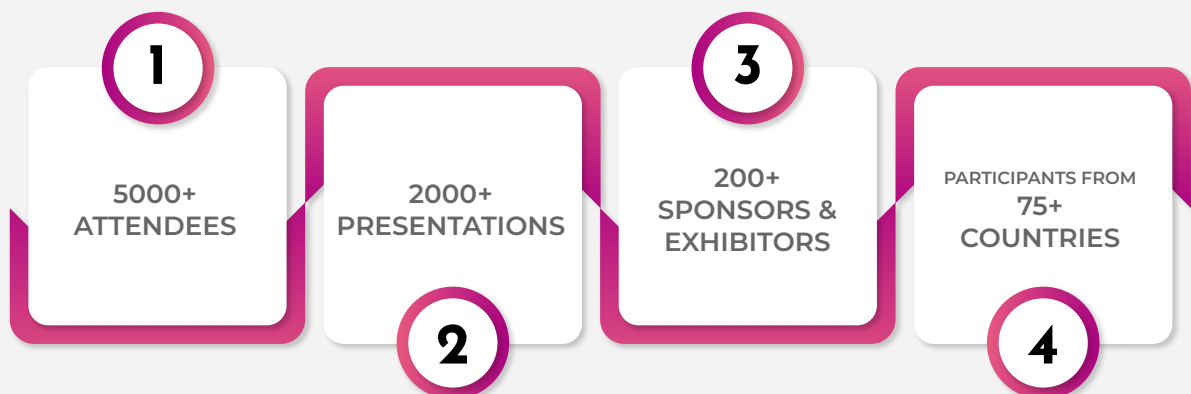 1
5000+
ATTENDEES
2000+
PRESENTATIONS
2
3
200+
SPONSORS &
EXHIBITORS
PARTICIPANTS FROM
75+
COUNTRIES
4